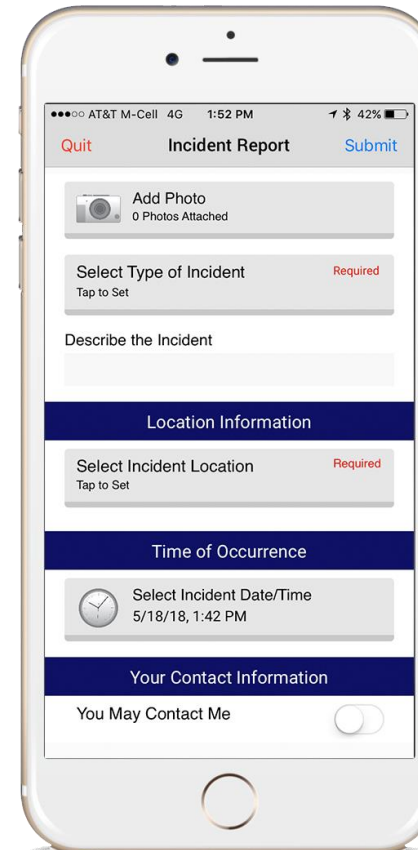 AT&T M-Cell 4G 1:52 PM 42%
Quit Incident Report Submit
Add Photo
0 Photos Attached
Select Type of Incident Required
Tap to Set
Describe the Incident
Location Information
Select Incident Location Required
Tap to Set
Time of Occurrence
Select Incident Date/Time
5/18/18, 1:42 PM
Your Contact Information
You May Contact Me